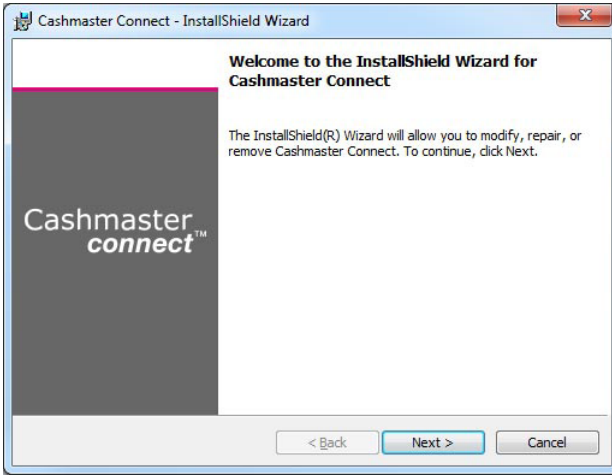 Cashmaster Connect - InstallShield Wizard
Welcome to the InstallShield Wizard for
Cashmaster Connect
The InstallShield(R) Wizard will allow you to modify, repair, or
remove Cashmaster Connect. To continue, click Next.
Cashmaster
connect™
< Back
Next >
Cancel